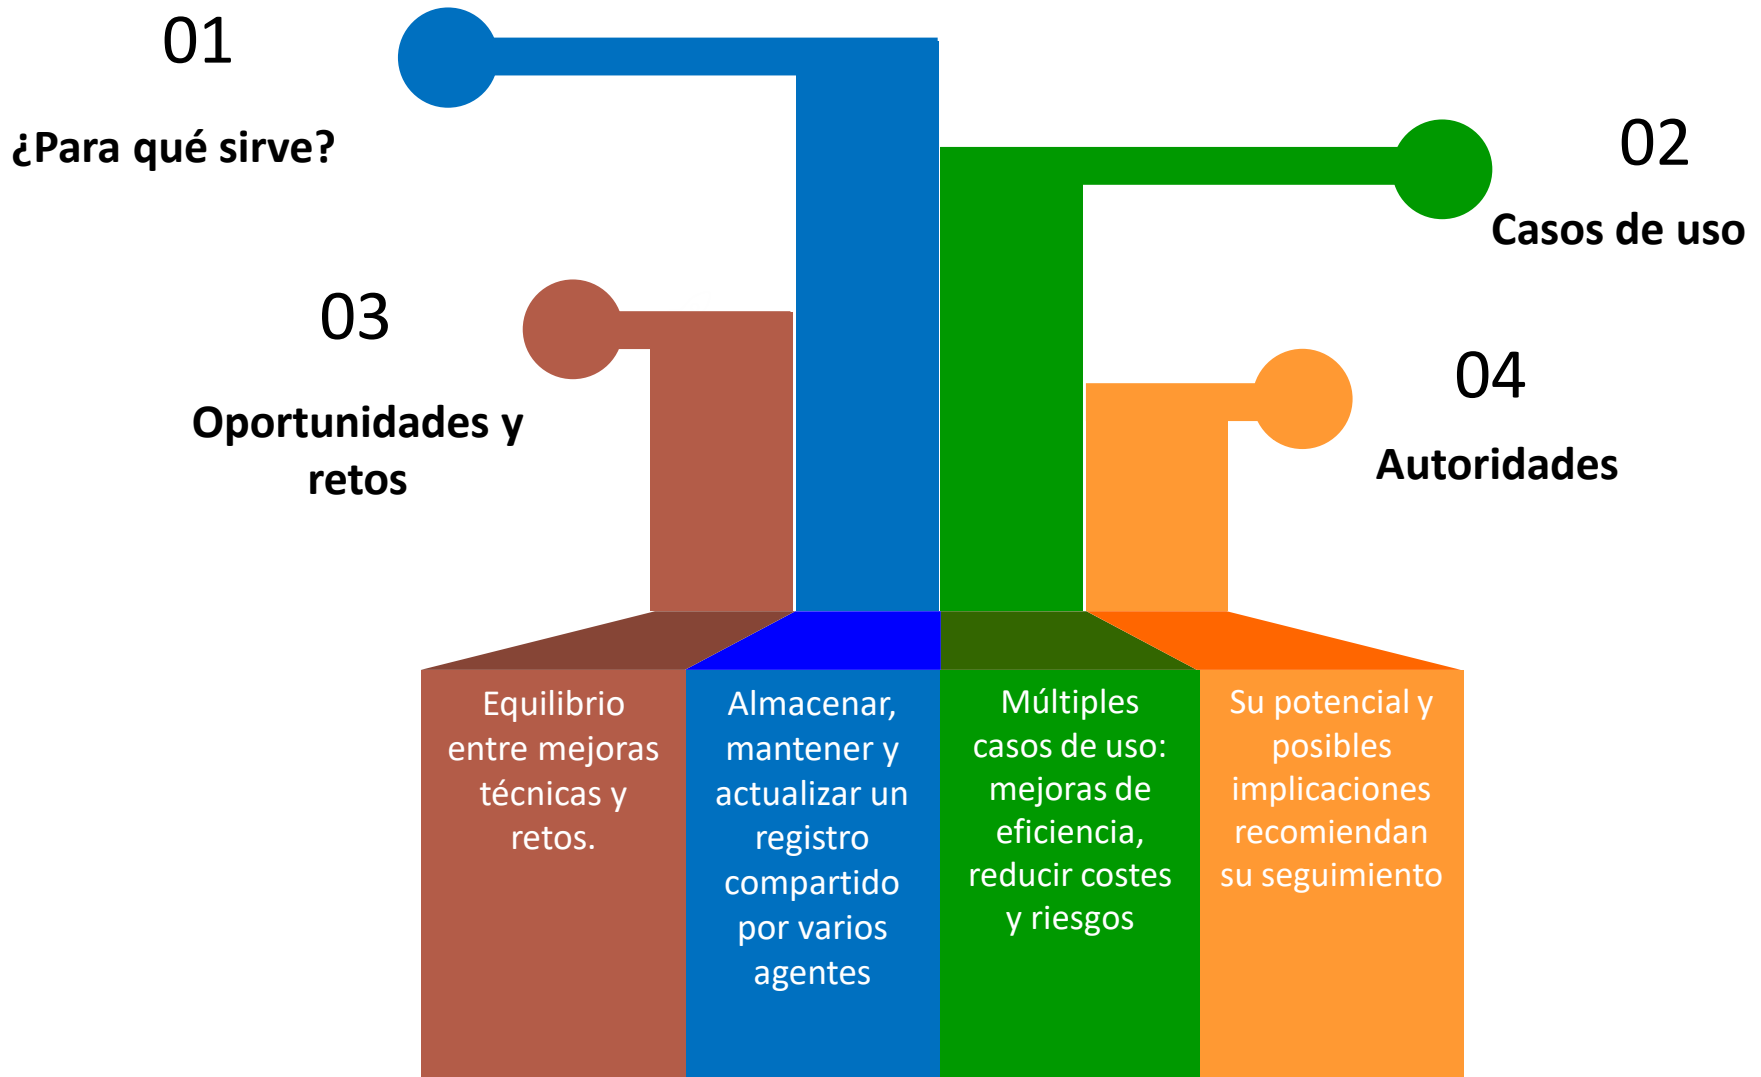 01
¿Para qué sirve?
02
Casos de uso
03
Oportunidades y
retos
04
Autoridades
Equilibrio
entre mejoras
técnicas y
retos.
Almacenar,
mantener y
actualizar un
registro
compartido
por varios
agentes
Múltiples
casos de uso:
mejoras de
eficiencia,
reducir costes
y riesgos
Su potencial y
posibles
implicaciones
recomiendan
su seguimiento